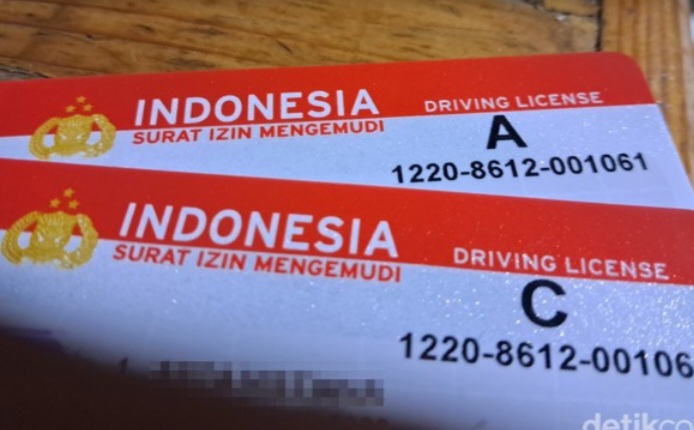 INDONESIA
SURAT IZIN MENGEMUDI
DRIVING LICENSE
A
1220-8612-001061
INDONESIA
SURAT IZIN MENGEMUDI
DRIVING LICENSE
C
1220-8612-00106
detikco